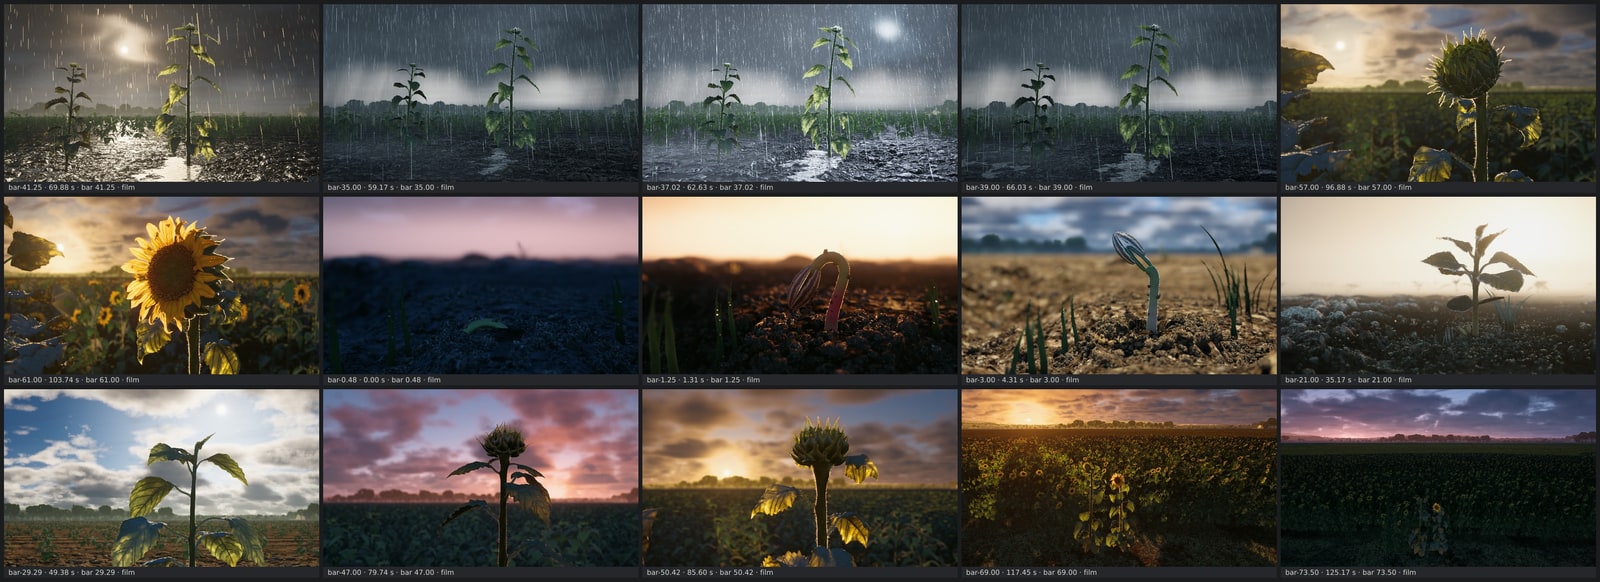 bar-41.25 · 69.88 s · bar 41.25 · film
bar-35.00 · 59.17 s · bar 35.00 · film
bar-37.02 · 62.63 s · bar 37.02 · film
bar-39.00 · 66.03 s · bar 39.00 · film
bar-57.00 · 96.88 s · bar 57.00 · film
bar-61.00 · 103.74 s · bar 61.00 · film
bar-0.48 · 0.00 s · bar 0.48 · film
bar-1.25 · 1.31 s · bar 1.25 · film
bar-3.00 · 4.31 s · bar 3.00 · film
bar-21.00 · 35.17 s · bar 21.00 · film
bar-29.29 · 49.38 s · bar 29.29 · film
bar-47.00 · 79.74 s · bar 47.00 · film
bar-50.42 · 85.60 s · bar 50.42 · film
bar-69.00 · 117.45 s · bar 69.00 · film
bar-73.50 · 125.17 s · bar 73.50 · film